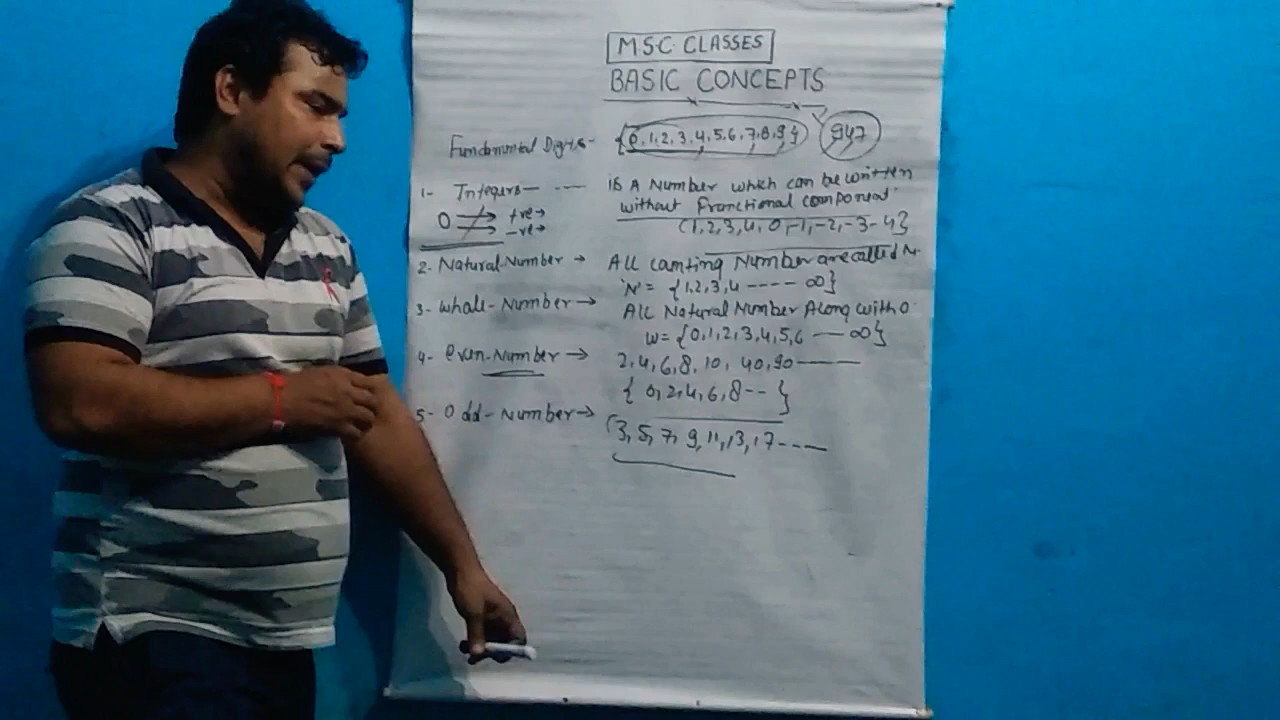 MSC CLASSES
BASIC CONCEPTS
Fundamental Digits- {0,1,2,3,4,5,6,7,8,9} 947
1- Integers- ---- is A Number which can be written
without Fractional component
0 +ve→
-ve→
(1,2,3,4,0,-1,-2,-3-4}
2- Natural-Number → All counting Number are called N.
'N'= {1,2,3,4 ---- ∞}
3- Whole-Number → All Natural Number Along with 0
W= {0,1,2,3,4,5,6 — ∞}
4- Even-Number → 2,4,6,8,10, 40,90——
{0,2,4,6,8-- }
5- Odd-Number → (3,5,7,9,11,13,17----